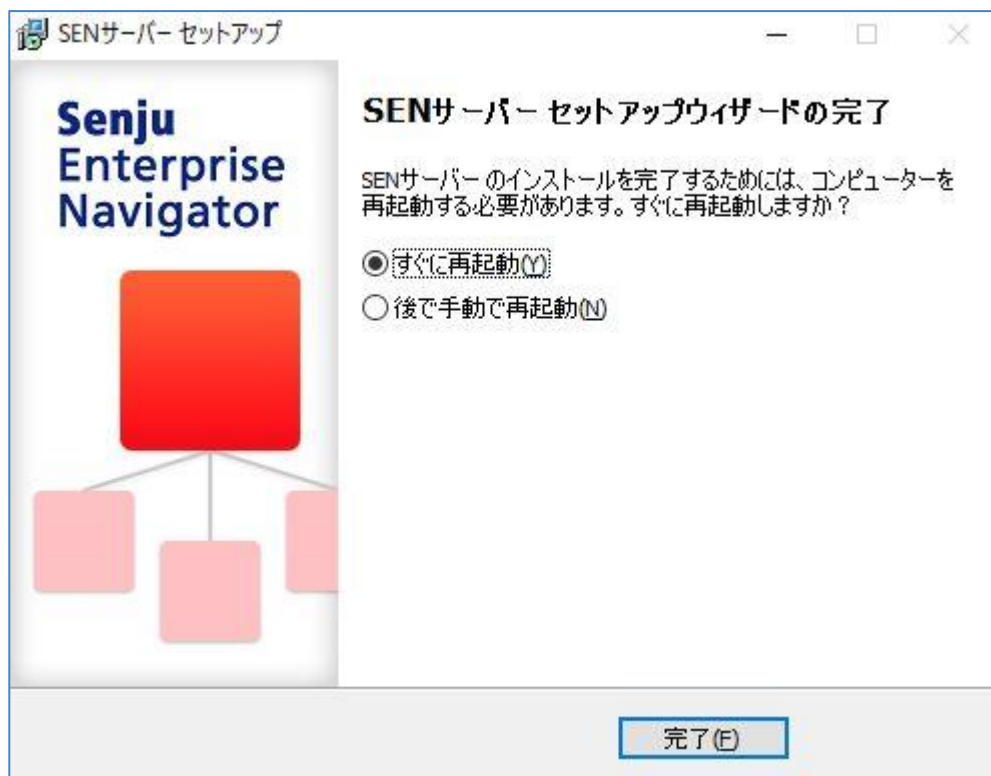 SENサーバー セットアップ
Senju
Enterprise
Navigator
SENサーバー セットアップウィザードの完了
SENサーバー のインストールを完了するためには、コンピューターを
再起動する必要があります。すぐに再起動しますか？
すぐに再起動(Y)
後で手動で再起動(N)
完了(F)